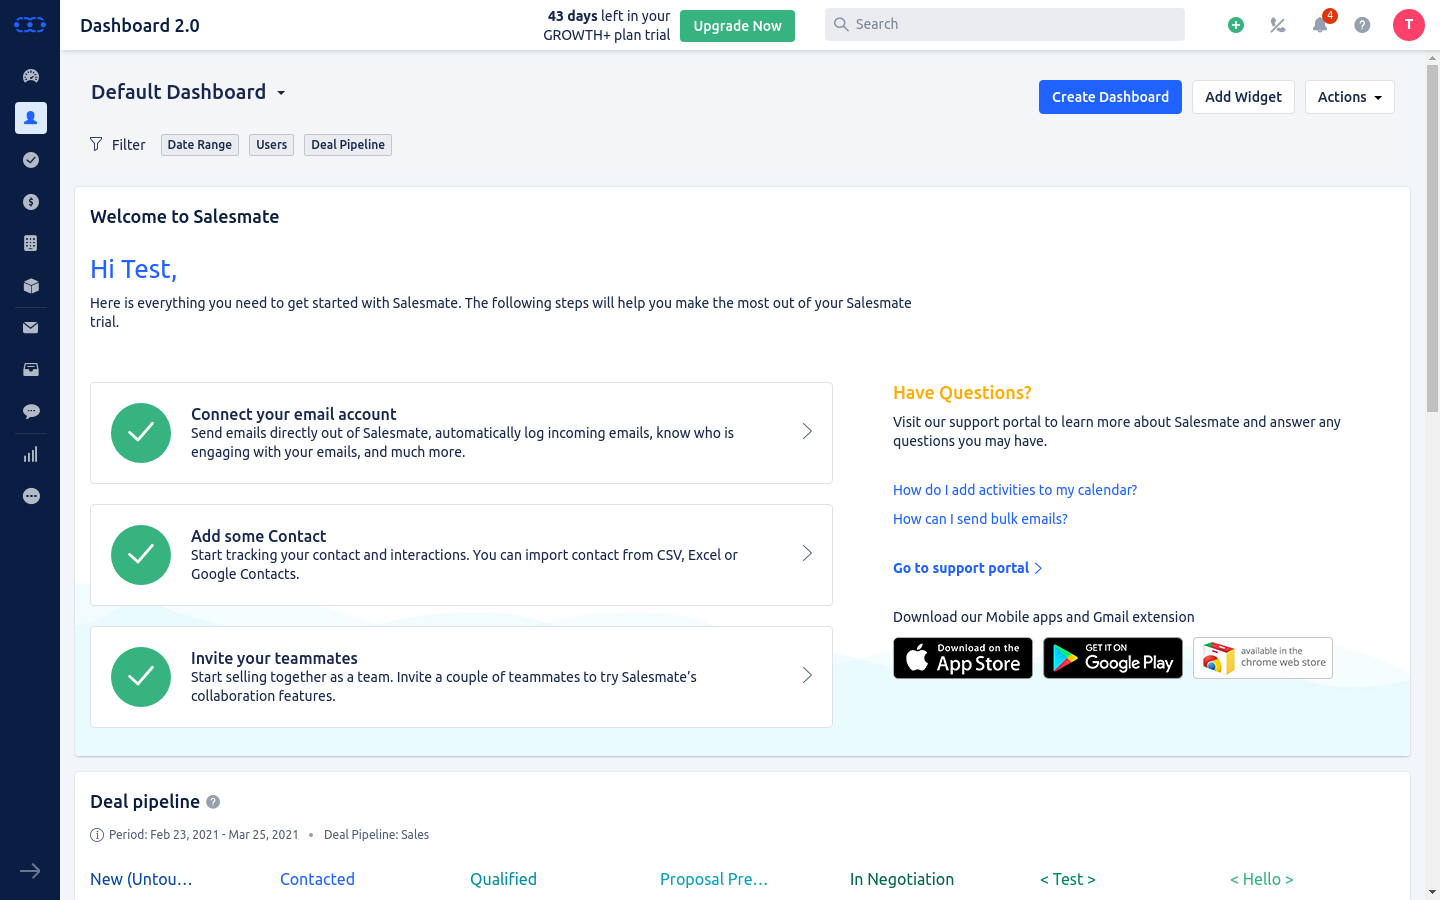 Dashboard 2.0
43 days left in your
GROWTH+ plan trial
Upgrade Now
Search
4
T
Default Dashboard
Create Dashboard
Add Widget
Actions
Filter
Date Range
Users
Deal Pipeline
Welcome to Salesmate
Hi Test,
Here is everything you need to get started with Salesmate. The following steps will help you make the most out of your Salesmate
trial.
Connect your email account
Send emails directly out of Salesmate, automatically log incoming emails, know who is
engaging with your emails, and much more.
Add some Contact
Start tracking your contact and interactions. You can import contact from CSV, Excel or
Google Contacts.
Invite your teammates
Start selling together as a team. Invite a couple of teammates to try Salesmate’s
collaboration features.
Have Questions?
Visit our support portal to learn more about Salesmate and answer any
questions you may have.
How do I add activities to my calendar?
How can I send bulk emails?
Go to support portal
Download our Mobile apps and Gmail extension
Download on the
App Store
GET IT ON
Google Play
available in the
chrome web store
Deal pipeline
Period: Feb 23, 2021 - Mar 25, 2021 • Deal Pipeline: Sales
New (Untou…
Contacted
Qualified
Proposal Pre…
In Negotiation
< Test >
< Hello >